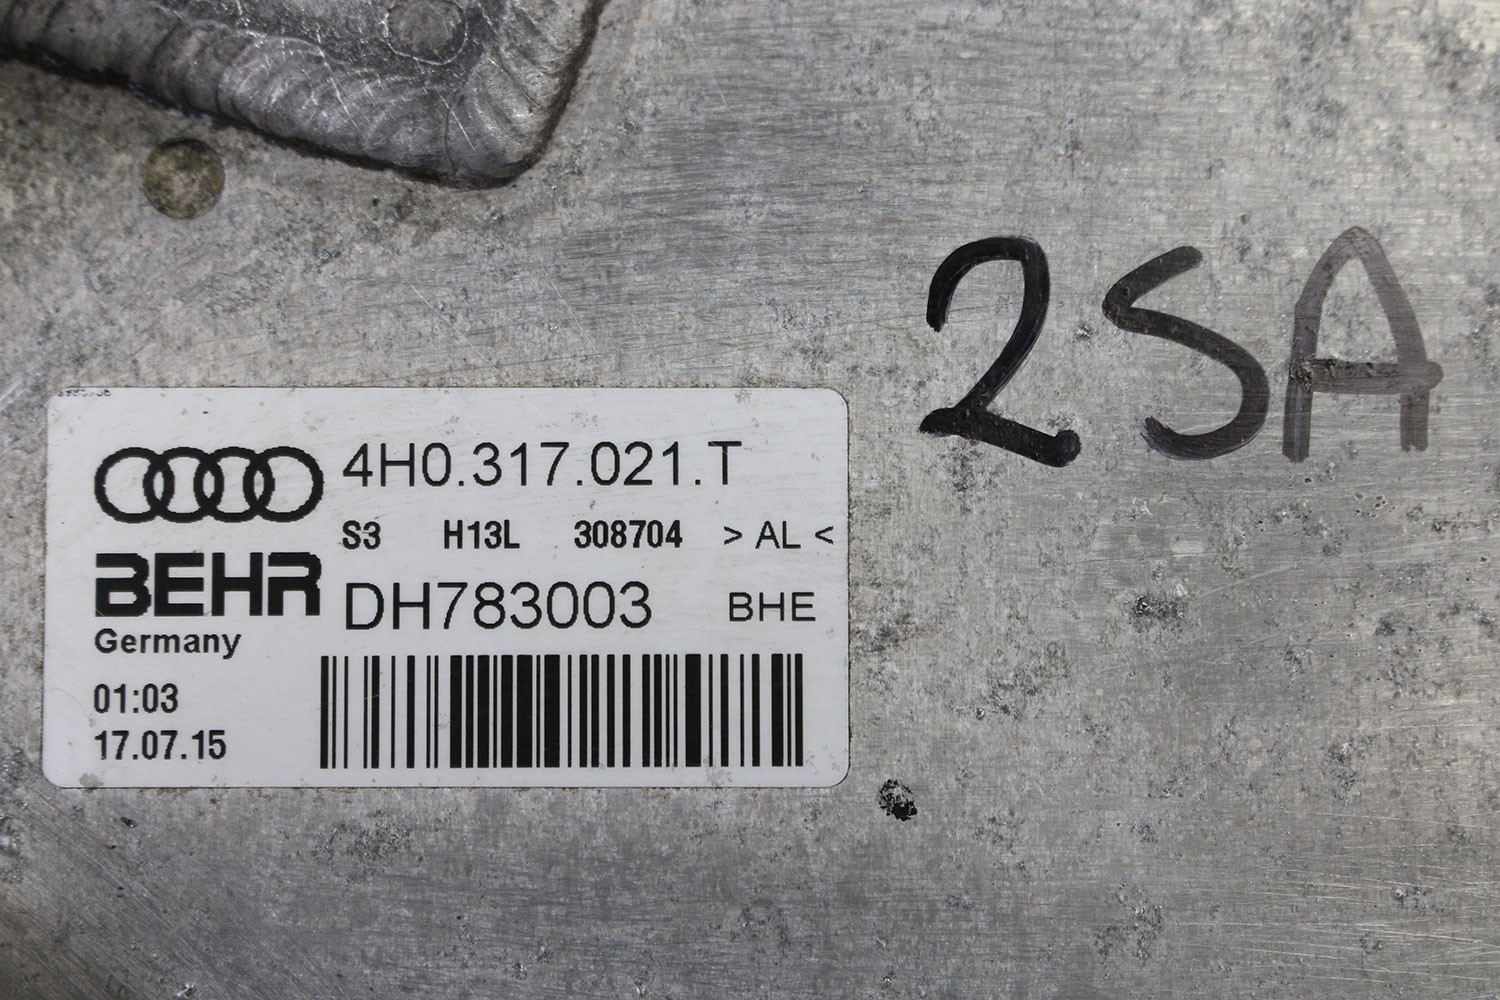 2SA
4H0.317.021.T
S3 H13L 308704 > AL <
BEHR
DH783003 BHE
Germany
01:03
17.07.15